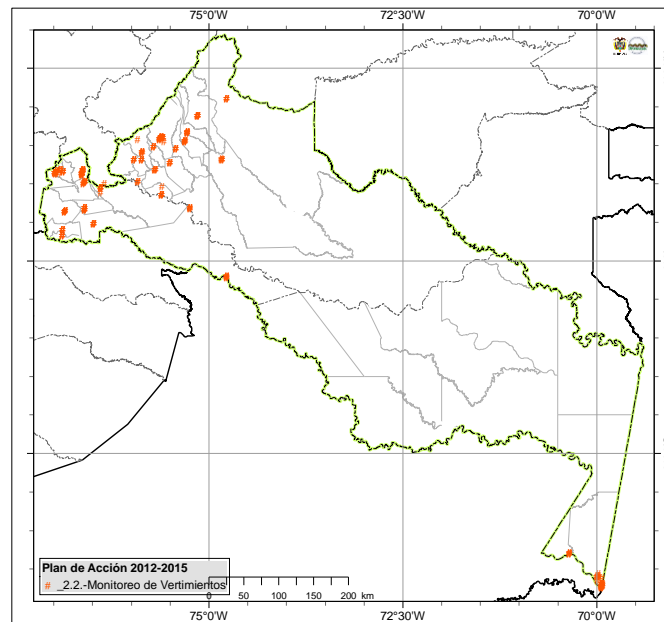 75°0'W 72°30'W 70°0'W
Plan de Acción 2012-2015
# _2.2.-Monitoreo de Vertimientos
0 50 100 150 200 km
75°0'W 72°30'W 70°0'W